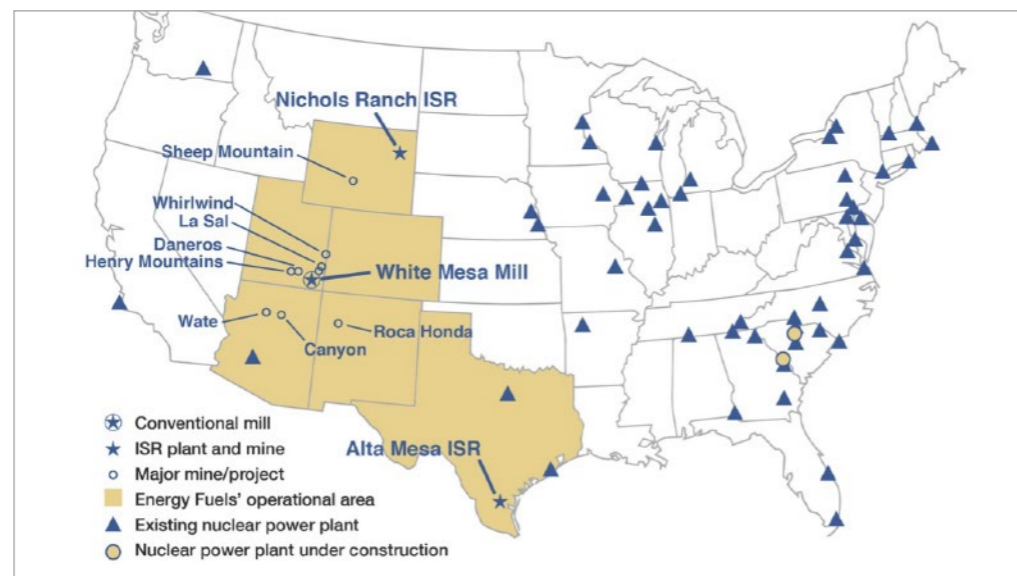 Nichols Ranch ISR
Sheep Mountain
Whirlwind
La Sal
Daneros
Henry Mountains
White Mesa Mill
Wate
Canyon
Roca Honda
Alta Mesa ISR
Conventional mill
ISR plant and mine
Major mine/project
Energy Fuels' operational area
Existing nuclear power plant
Nuclear power plant under construction